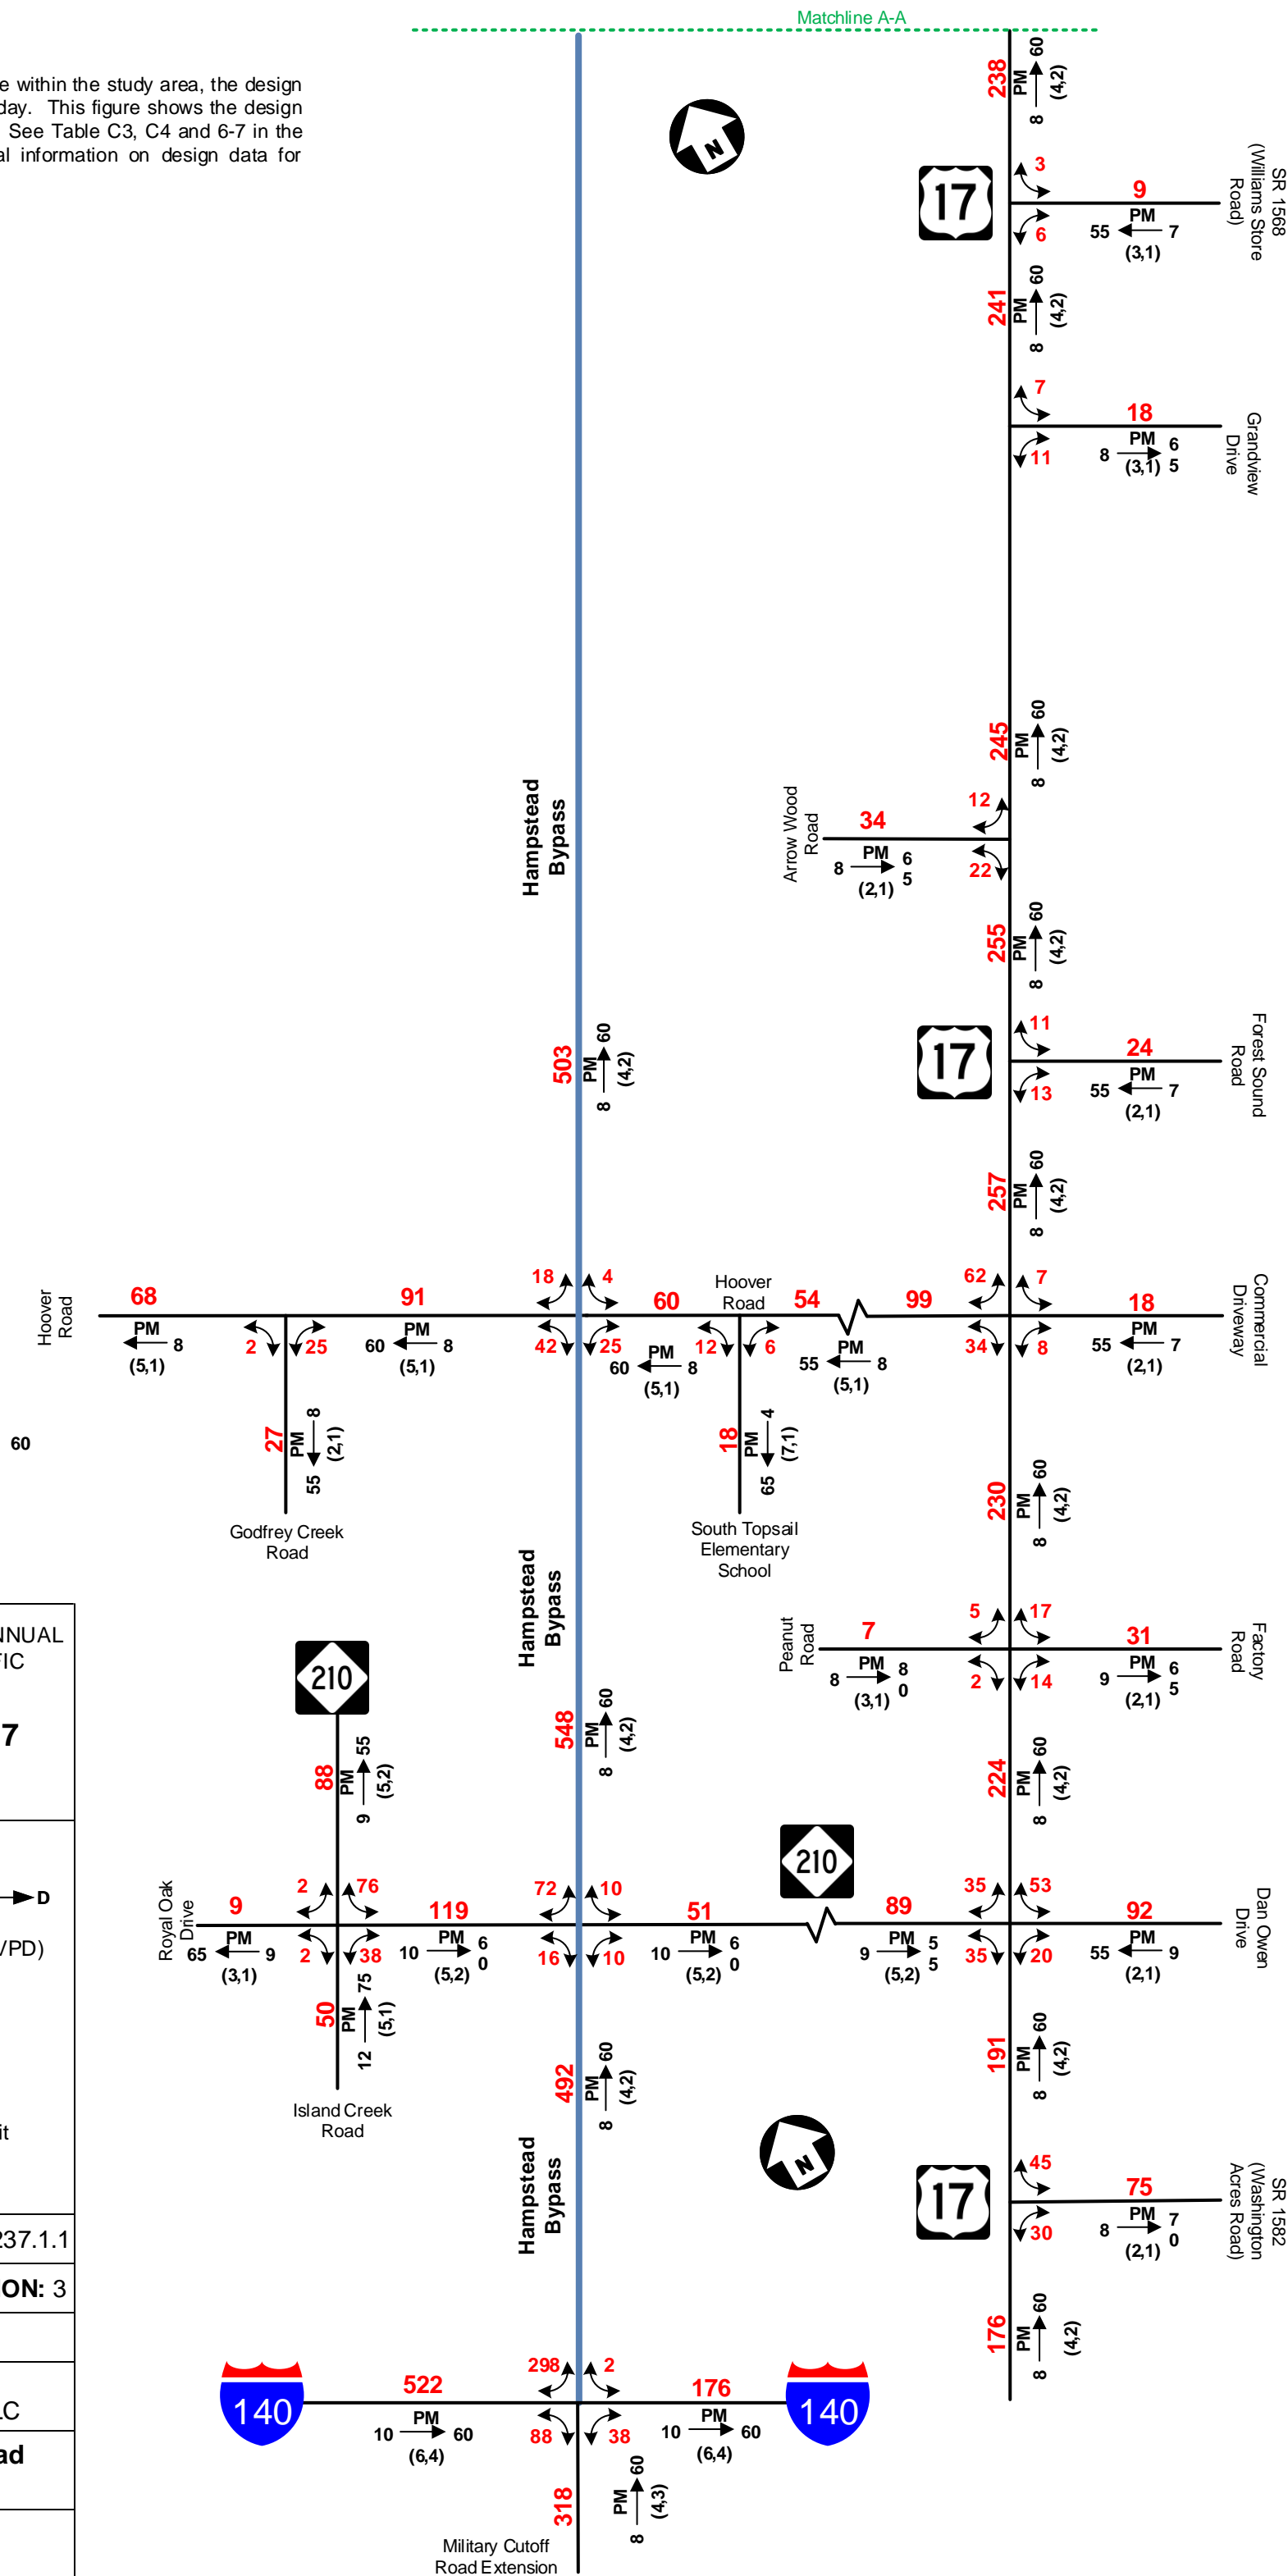 Matchline A-A
e within the study area, the design
day. This figure shows the design
See Table C3, C4 and 6-7 in the
al information on design data for
N
238
PM
8 60
(4,2)
SR 1568
(Williams Store
Road)
17
3
9
6
PM
55 7
(3,1)
241
PM
8 60
(4,2)
7
18
11
PM
8 6
5
(3,1)
Grandview
Drive
245
PM
8 60
(4,2)
Hampstead
Bypass
Arrow Wood
Road
34
12
22
PM
8 6
5
(2,1)
255
PM
8 60
(4,2)
503
PM
8 60
(4,2)
17
11
24
13
PM
55 7
(2,1)
Forest Sound
Road
257
PM
8 60
(4,2)
Hoover
Road
68
PM
8
(5,1)
2
25
91
PM
60 8
(5,1)
18
4
42
25
60
PM
60 8
(5,1)
Hoover
Road
12
6
54
PM
55 8
(5,1)
99
62
7
34
8
18
PM
55 7
(2,1)
Commercial
Driveway
60
27
PM
8
55
(2,1)
Godfrey Creek
Road
18
PM
4
65
(7,1)
South Topsail
Elementary
School
230
PM
8 60
(4,2)
Hampstead
Bypass
Peanut
Road
7
PM
8 8
0
(3,1)
5
17
2
14
31
PM
9 6
5
(2,1)
Factory
Road
NNUAL
FIC
7
210
548
PM
8 60
(4,2)
88
PM
9 55
(5,2)
224
PM
8 60
(4,2)
210
D
/PD)
Royal Oak
Drive
9
PM
65 9
(3,1)
2
76
2
38
119
PM
10 6
0
(5,2)
72
10
16
10
51
PM
10 6
0
(5,2)
89
PM
9 5
5
(5,2)
35
53
35
20
92
PM
55 9
(2,1)
Dan Owen
Drive
50
PM
12 75
(5,1)
Island Creek
Road
492
PM
8 60
(4,2)
191
PM
8 60
(4,2)
it
N
Hampstead
Bypass
17
45
75
30
PM
8 7
0
(2,1)
SR 1582
(Washington
Acres Road)
237.1.1
ON: 3
176
PM
8 60
(4,2)
LC
ad
140
522
PM
10 60
(6,4)
298
2
88
38
176
PM
10 60
(6,4)
140
318
PM
8 60
(4,3)
Military Cutoff
Road Extension